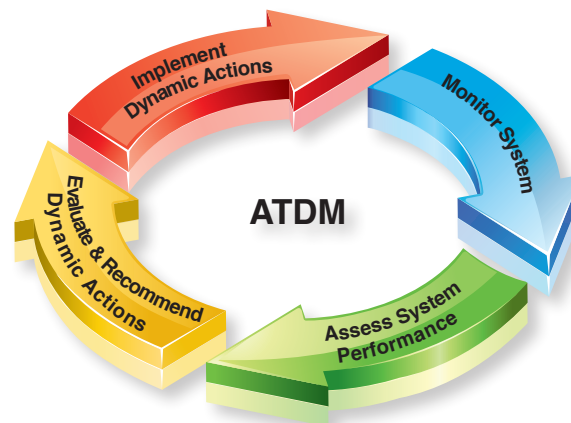 Implement
Dynamic Actions
Monitor System
ATDM
Assess System
Performance
Evaluate & Recommend
Dynamic Actions